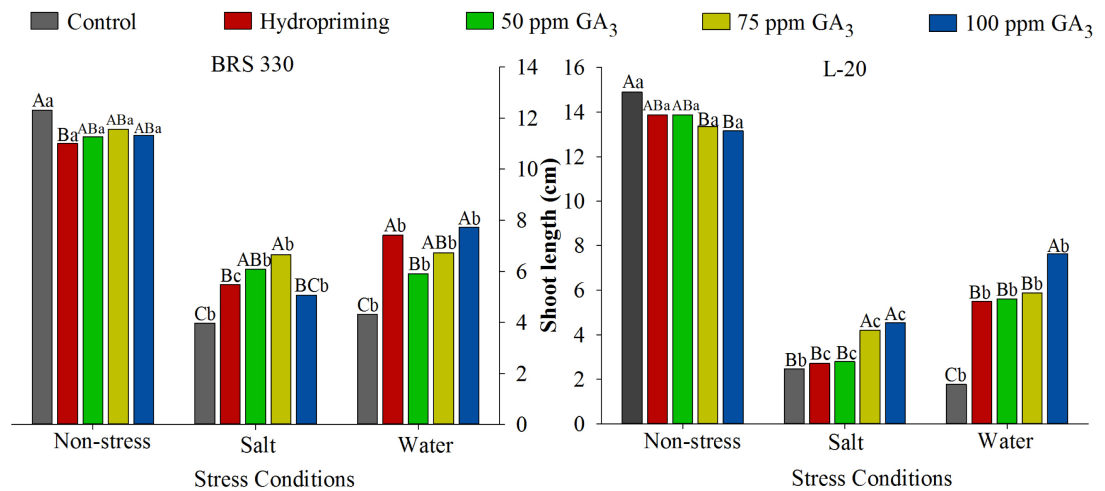 Control Hydropriming 50 ppm GA3 75 ppm GA3 100 ppm GA3
BRS 330
14
12
10
8
6
4
2
0
Aa Ba ABa ABa ABa
Cb Bc ABb Ab BCb
Cb Ab Bb ABb Ab
Non-stress Salt Water
Stress Conditions
Shoot length (cm)
L-20
16
14
12
10
8
6
4
2
0
Aa ABa ABa Ba Ba
Bb Bc Bc Ac Ac
Cb Bb Bb Bb Ab
Non-stress Salt Water
Stress Conditions